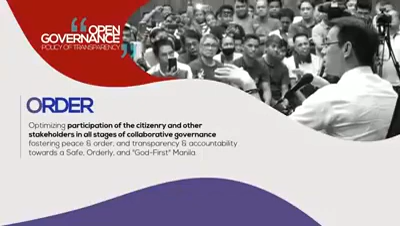 OPEN
GOVERNANCE
POLICY OF TRANSPARENCY
ORDER
Optimizing participation of the citizenry and other
stakeholders in all stages of collaborative governance
fostering peace & order, and transparency & accountability
towards a Safe, Orderly, and "God-First" Manila.